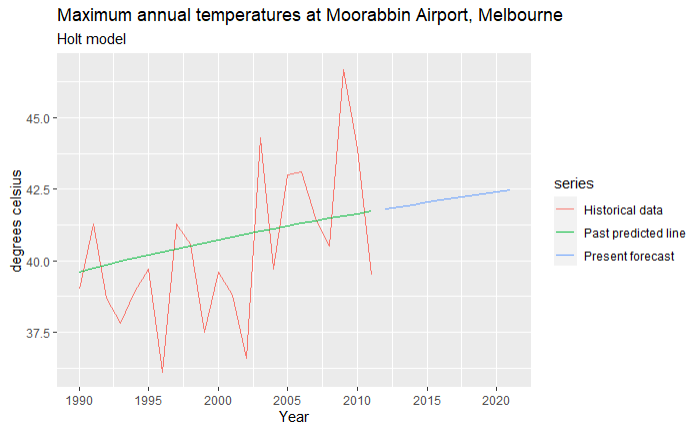 Maximum annual temperatures at Moorabbin Airport, Melbourne
Holt model
degrees celsius
45.0
42.5
40.0
37.5
1990 1995 2000 2005 2010 2015 2020
Year
series
Historical data
Past predicted line
Present forecast